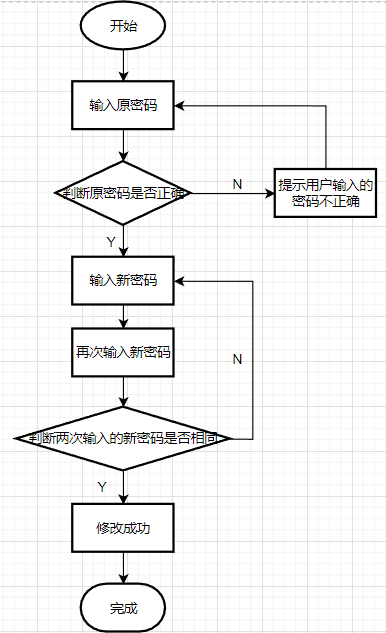 开始
输入原密码
判断原密码是否正确
N
提示用户输入的
密码不正确
Y
输入新密码
再次输入新密码
N
判断两次输入的新密码是否相同
Y
修改成功
完成